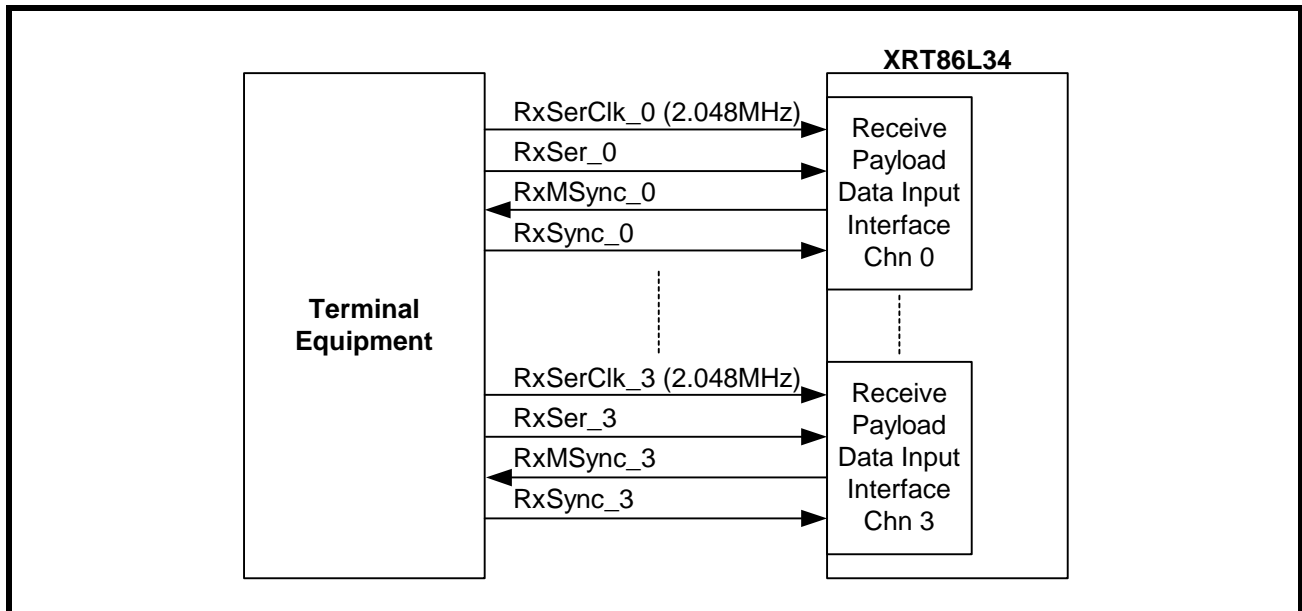 XRT86L34
RxSerClk_0 (2.048MHz)
RxSer_0
RxMSync_0
RxSync_0
Receive
Payload
Data Input
Interface
Chn 0
Terminal
Equipment
RxSerClk_3 (2.048MHz)
RxSer_3
RxMSync_3
RxSync_3
Receive
Payload
Data Input
Interface
Chn 3